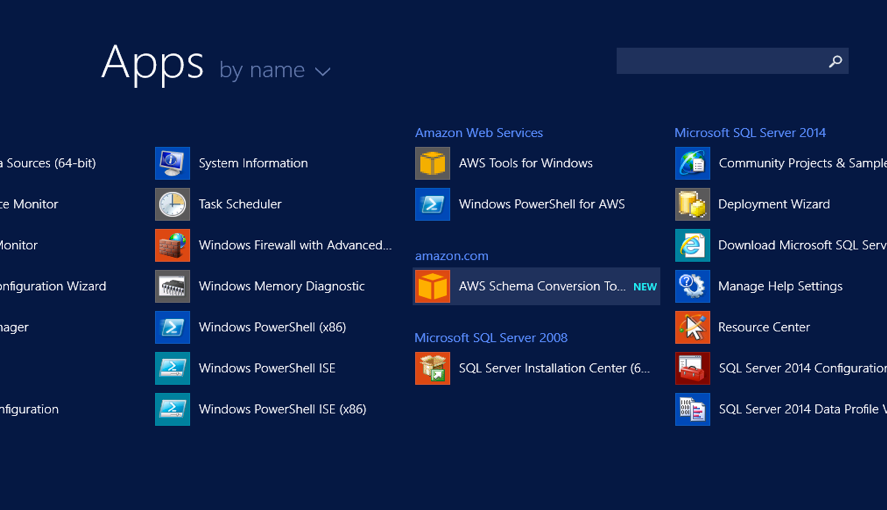 Apps by name
a Sources (64-bit)
ce Monitor
Monitor
onfiguration Wizard
nager
nfiguration
System Information
Task Scheduler
Windows Firewall with Advanced...
Windows Memory Diagnostic
Windows PowerShell (x86)
Windows PowerShell ISE
Windows PowerShell ISE (x86)
Amazon Web Services
AWS Tools for Windows
Windows PowerShell for AWS
amazon.com
AWS Schema Conversion To... NEW
Microsoft SQL Server 2008
SQL Server Installation Center (6...
Microsoft SQL Server 2014
Community Projects & Sample
Deployment Wizard
Download Microsoft SQL Serv
Manage Help Settings
Resource Center
SQL Server 2014 Configuration
SQL Server 2014 Data Profile V